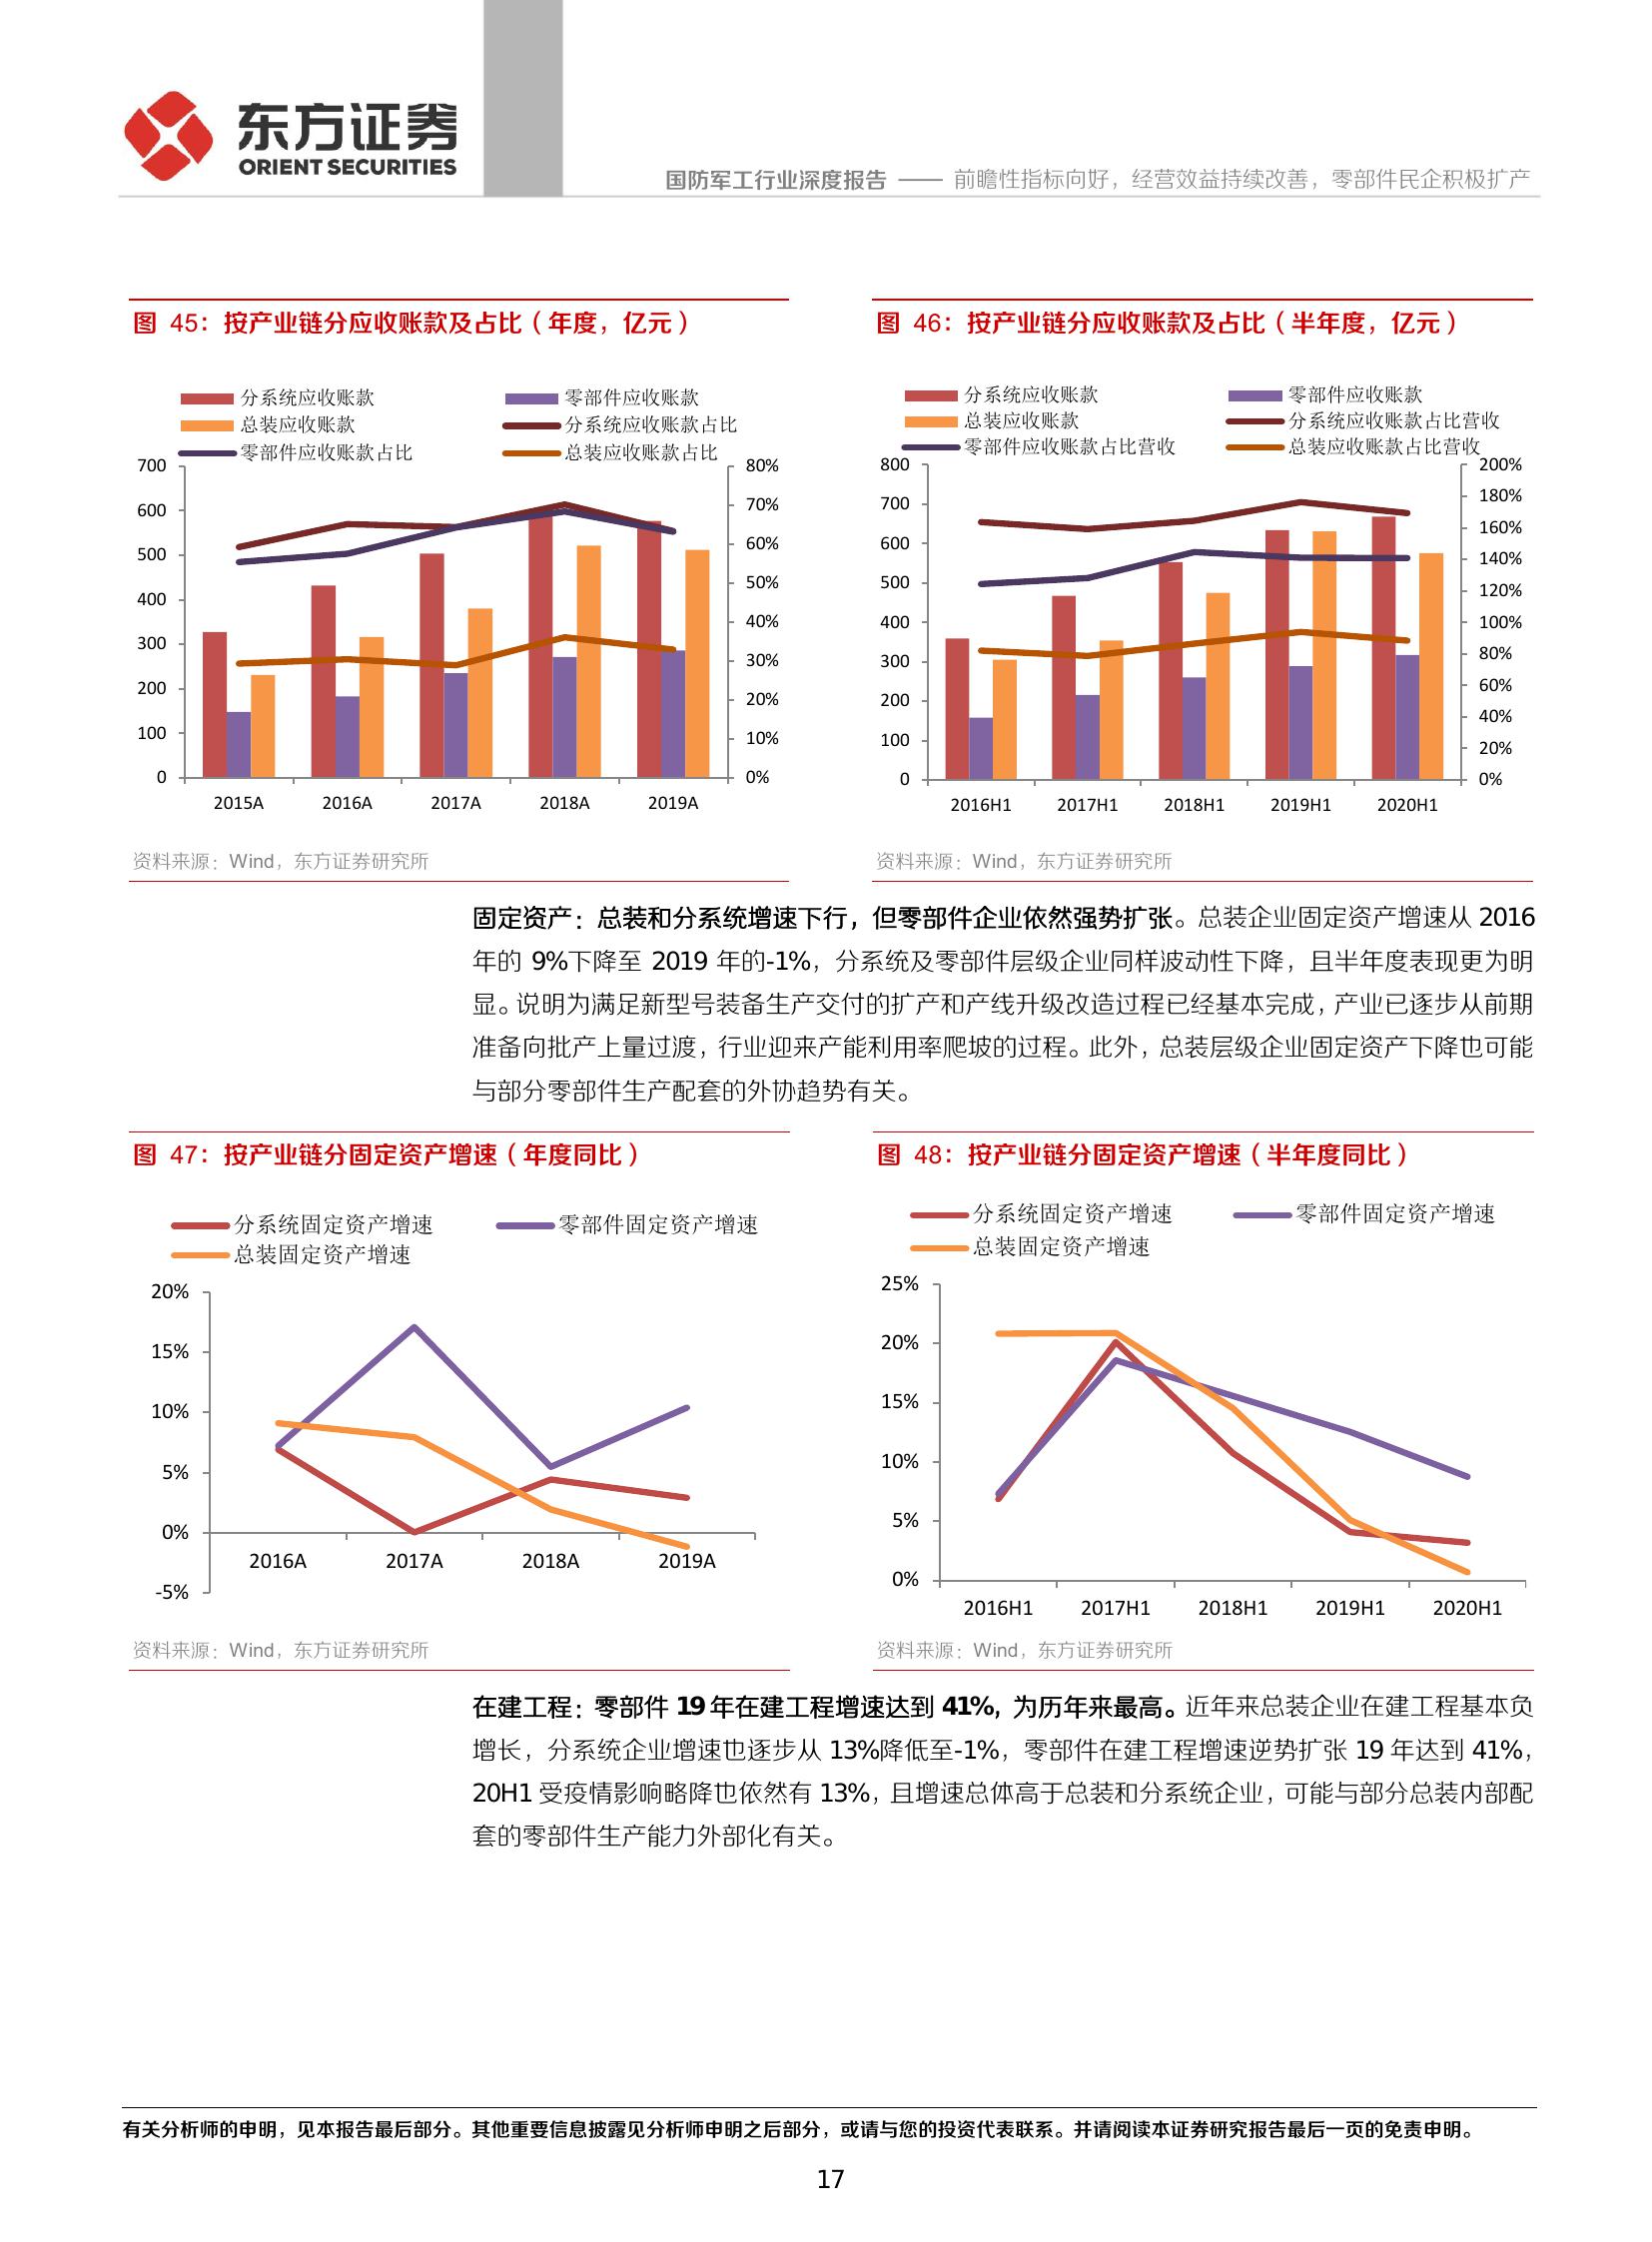 东方证券
ORIENT SECURITIES
国防军工行业深度报告 —— 前瞻性指标向好，经营效益持续改善，零部件民企积极扩产
图 45：按产业链分应收账款及占比（年度，亿元）
分系统应收账款 零部件应收账款
总装应收账款 分系统应收账款占比
零部件应收账款占比 总装应收账款占比
700 80%
600 70%
500 60%
400 50%
300 40%
200 30%
100 20%
0 10%
0%
2015A 2016A 2017A 2018A 2019A
资料来源：Wind，东方证券研究所
图 46：按产业链分应收账款及占比（半年度，亿元）
分系统应收账款 零部件应收账款
总装应收账款 分系统应收账款占比营收
零部件应收账款占比营收 总装应收账款占比营收
800 200%
700 180%
600 160%
500 140%
400 120%
300 100%
200 80%
100 60%
0 40%
20%
0%
2016H1 2017H1 2018H1 2019H1 2020H1
资料来源：Wind，东方证券研究所
固定资产：总装和分系统增速下行，但零部件企业依然强势扩张。总装企业固定资产增速从 2016
年的 9%下降至 2019 年的-1%，分系统及零部件层级企业同样波动性下降，且半年度表现更为明
显。说明为满足新型号装备生产交付的扩产和产线升级改造过程已经基本完成，产业已逐步从前期
准备向批产上量过渡，行业迎来产能利用率爬坡的过程。此外，总装层级企业固定资产下降也可能
与部分零部件生产配套的外协趋势有关。
图 47：按产业链分固定资产增速（年度同比）
分系统固定资产增速 零部件固定资产增速
总装固定资产增速
20%
15%
10%
5%
0%
-5%
2016A 2017A 2018A 2019A
资料来源：Wind，东方证券研究所
图 48：按产业链分固定资产增速（半年度同比）
分系统固定资产增速 零部件固定资产增速
总装固定资产增速
25%
20%
15%
10%
5%
0%
2016H1 2017H1 2018H1 2019H1 2020H1
资料来源：Wind，东方证券研究所
在建工程：零部件 19 年在建工程增速达到 41%，为历年来最高。近年来总装企业在建工程基本负
增长，分系统企业增速也逐步从 13%降低至-1%，零部件在建工程增速逆势扩张 19 年达到 41%，
20H1 受疫情影响略降也依然有 13%，且增速总体高于总装和分系统企业，可能与部分总装内部配
套的零部件生产能力外部化有关。
有关分析师的申明，见本报告最后部分。其他重要信息披露见分析师申明之后部分，或请与您的投资代表联系。并请阅读本证券研究报告最后一页的免责申明。
17